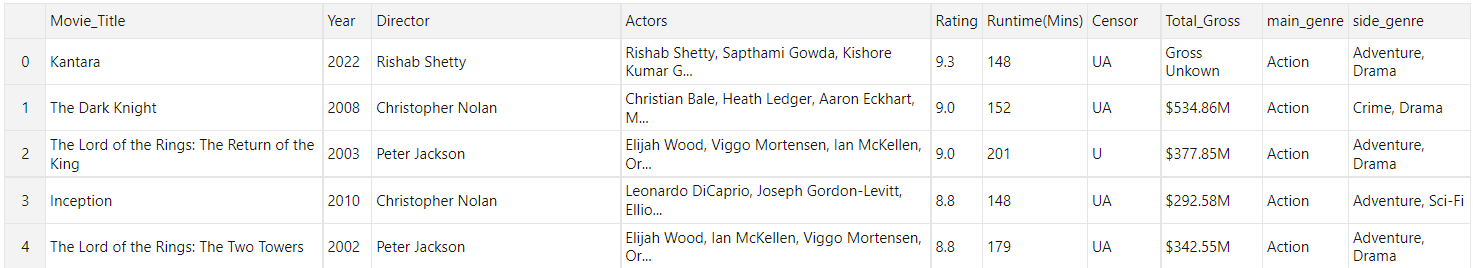 Movie_Title Year Director Actors Rating Runtime(Mins) Censor Total_Gross main_genre side_genre
0 Kantara 2022 Rishab Shetty Rishab Shetty, Sapthami Gowda, Kishore Kumar G... 9.3 148 UA Gross Unkown Action Adventure, Drama
1 The Dark Knight 2008 Christopher Nolan Christian Bale, Heath Ledger, Aaron Eckhart, M... 9.0 152 UA $534.86M Action Crime, Drama
2 The Lord of the Rings: The Return of the King 2003 Peter Jackson Elijah Wood, Viggo Mortensen, Ian McKellen, Or... 9.0 201 U $377.85M Action Adventure, Drama
3 Inception 2010 Christopher Nolan Leonardo DiCaprio, Joseph Gordon-Levitt, Ellio... 8.8 148 UA $292.58M Action Adventure, Sci-Fi
4 The Lord of the Rings: The Two Towers 2002 Peter Jackson Elijah Wood, Ian McKellen, Viggo Mortensen, Or... 8.8 179 UA $342.55M Action Adventure, Drama